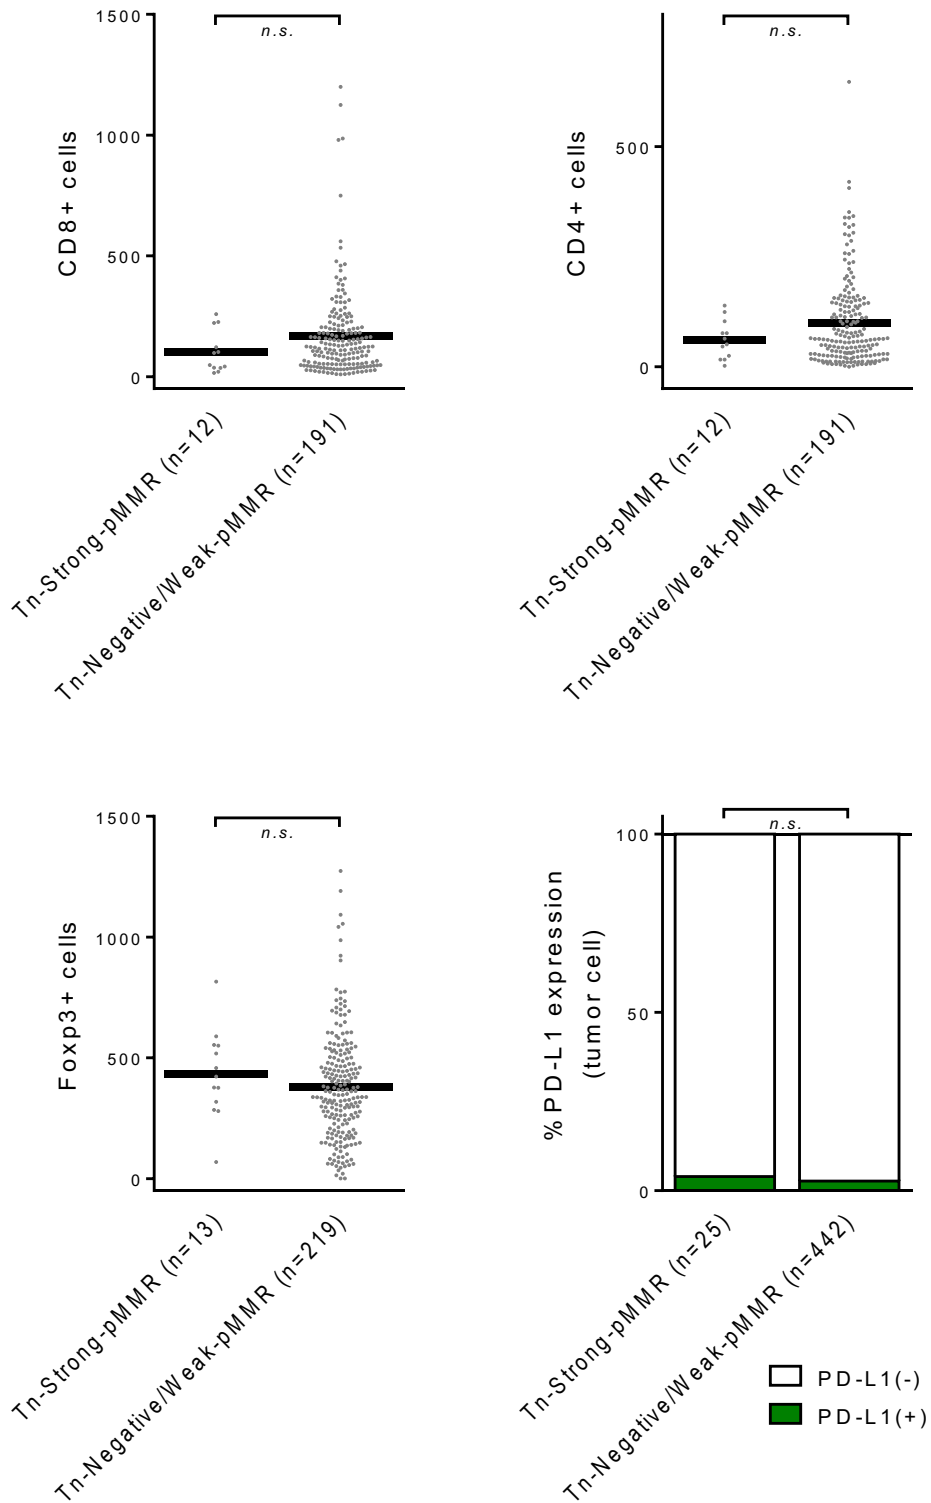 CD8+ cells
1500
1000
500
0
n.s.
Tn-Strong-pMMR (n=12)
Tn-Negative/Weak-pMMR (n=191)
CD4+ cells
500
0
n.s.
Tn-Strong-pMMR (n=12)
Tn-Negative/Weak-pMMR (n=191)
Foxp3+ cells
1500
1000
500
0
n.s.
Tn-Strong-pMMR (n=13)
Tn-Negative/Weak-pMMR (n=219)
%PD-L1 expression
(tumor cell)
100
50
0
n.s.
Tn-Strong-pMMR (n=25)
Tn-Negative/Weak-pMMR (n=442)
PD-L1(-)
PD-L1(+)